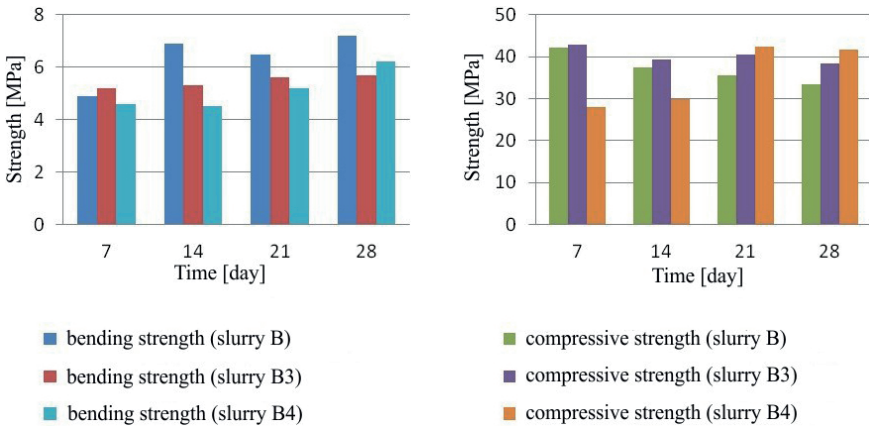 8
6
4
2
0
Strength [MPa]
7 14 21 28
Time [day]
bending strength (slurry B)
bending strength (slurry B3)
bending strength (slurry B4)
50
40
30
40
10
0
Strength [MPa]
7 14 21 28
Time [day]
compressive strength (slurry B)
compressive strength (slurry B3)
compressive strength (slurry B4)